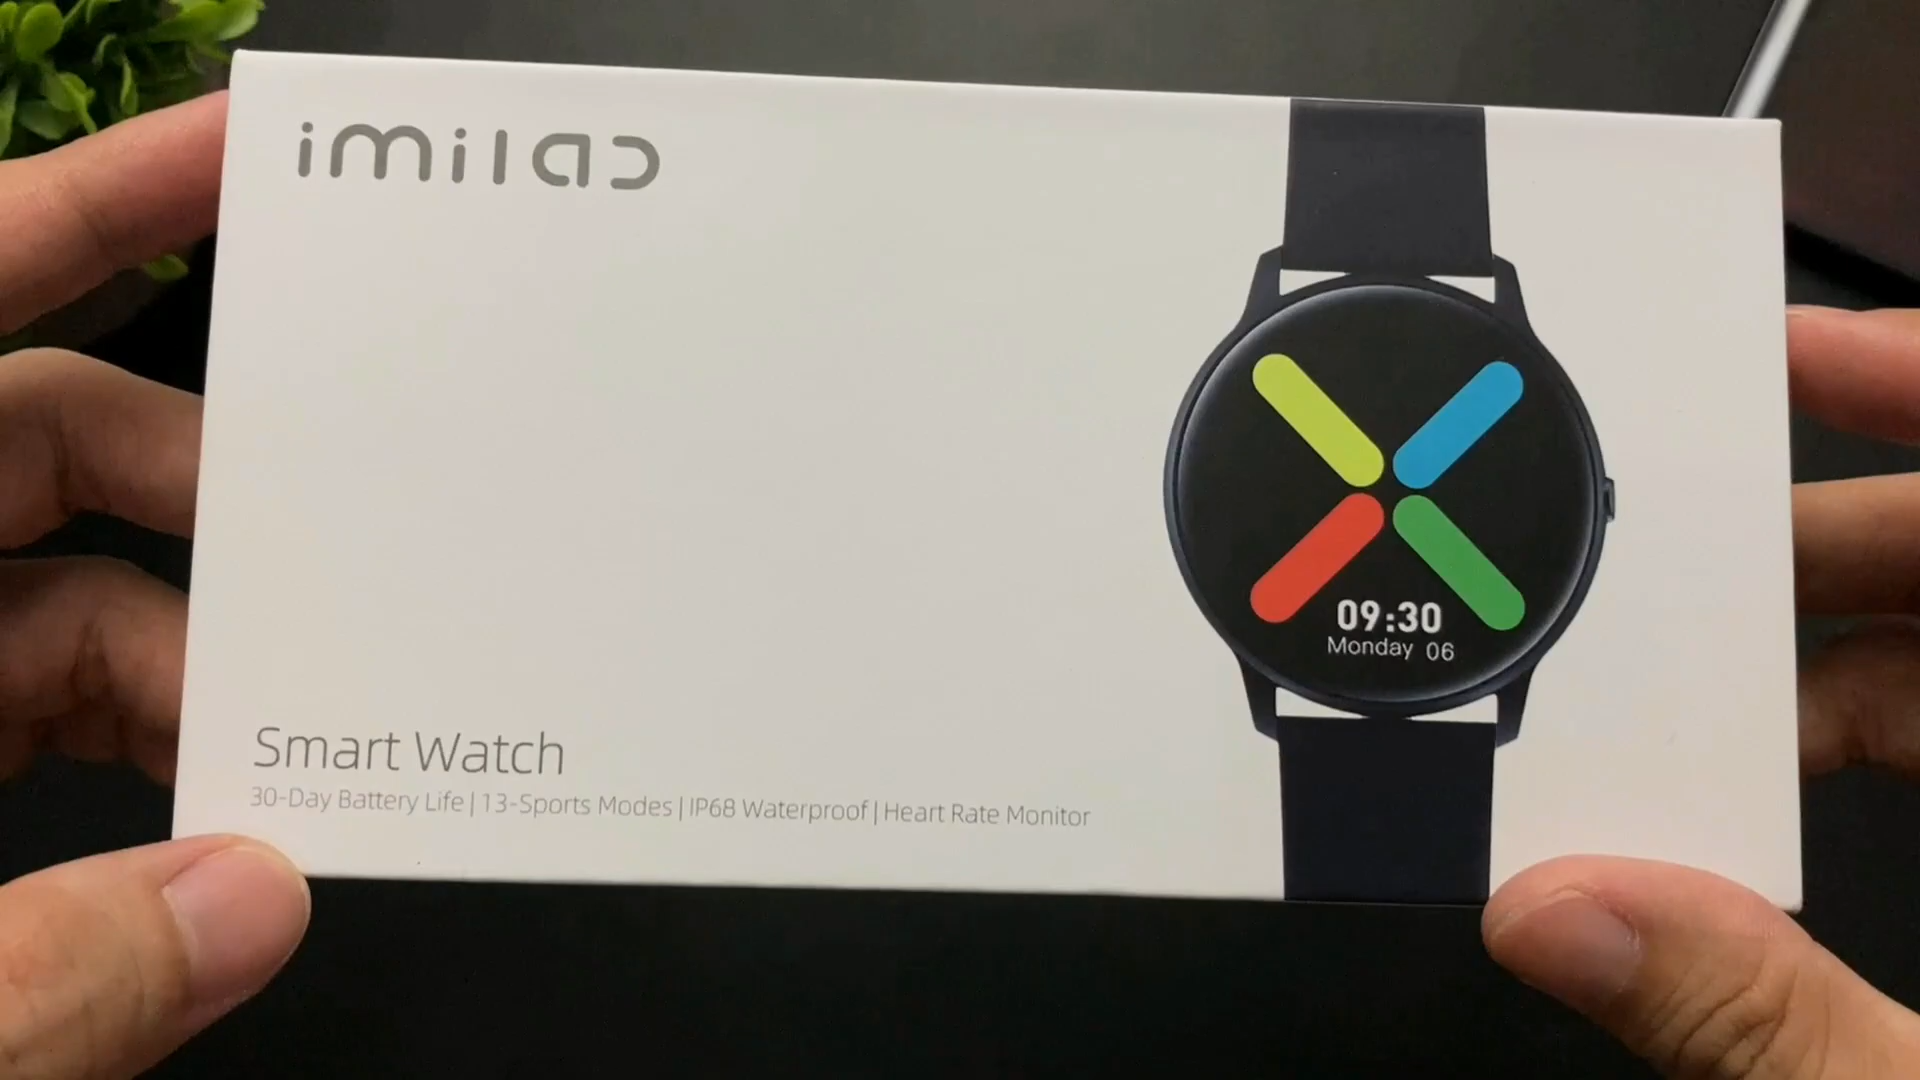 imilab
09:30
Monday 06
Smart Watch
30-Day Battery Life | 13-Sports Modes | IP68 Waterproof | Heart Rate Monitor